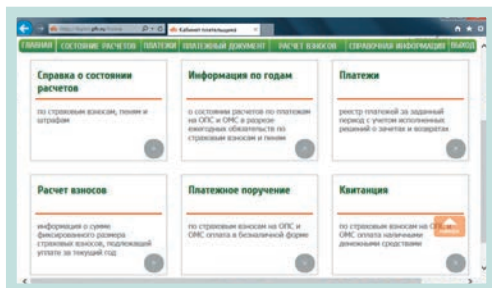 Кабинет плательщика
ГЛАВНАЯ СОСТОЯНИЕ РАСЧЕТОВ ПЛАТЕЖИ ПЛАТЕЖНЫЙ ДОКУМЕНТ РАСЧЕТ ВЗНОСОВ СПРАВОЧНАЯ ИНФОРМАЦИЯ ВЫХОД
Справка о состоянии
расчетов
по страховым взносам, пеням и
штрафам
Информация по годам
о состоянии расчетов по платежам
на ОПС и ОМС в разрезе
ежегодных обязательств по
страховым взносам и пеням
Платежи
реестр платежей за заданный
период с учетом исполненных
решений о зачетах и возвратах
Расчет взносов
информация о сумме
фиксированного размера
страховых взносов, подлежащей
уплате за текущий год
Платежное поручение
по страховым взносам на ОПС и
ОМС оплата в безналичной форме
Квитанция
по страховым взносам на ОПС и
ОМС оплата наличными
денежными средствами